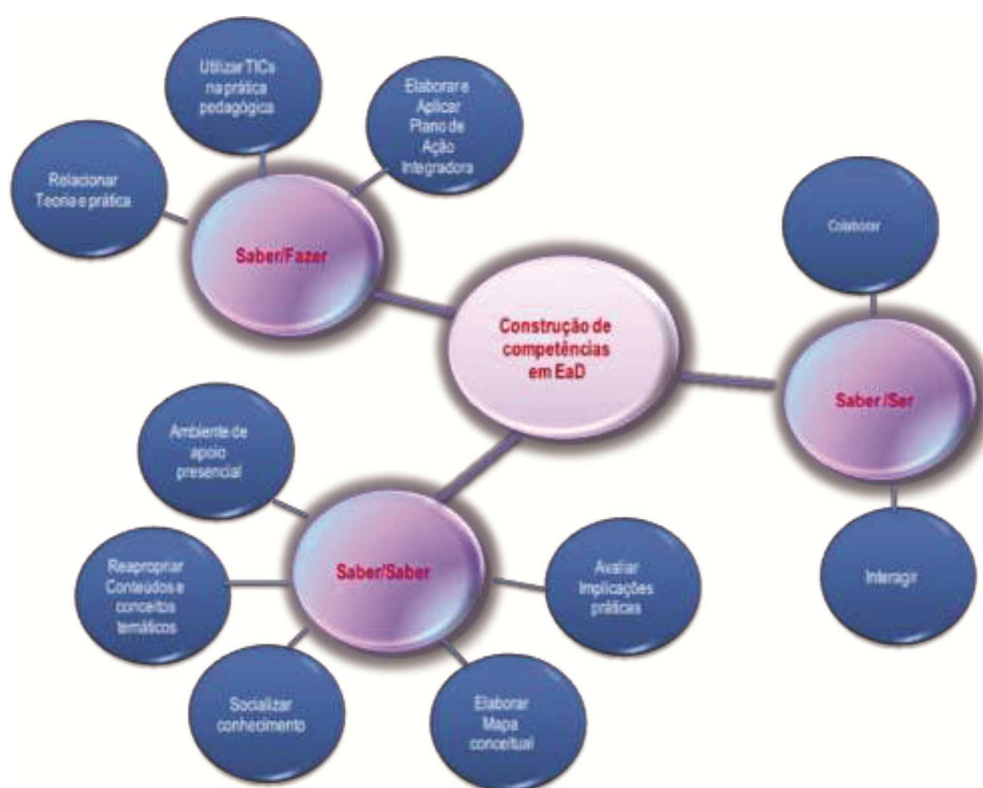 Utilizar TICs
na prática
pedagógica
Elaborar e
Aplicar
Plano de
Ação
Integradora
Relacionar
Teoria e prática
Saber/Fazer
Colaborar
Construção de
competências
em EaD
Saber /Ser
Ambiente de
apoio
presencial
Reapropriar
Conteúdos e
conceitos
temáticos
Saber/Saber
Avaliar
Implicações
práticas
Interagir
Socializar
conhecimento
Elaborar
Mapa
conceitual